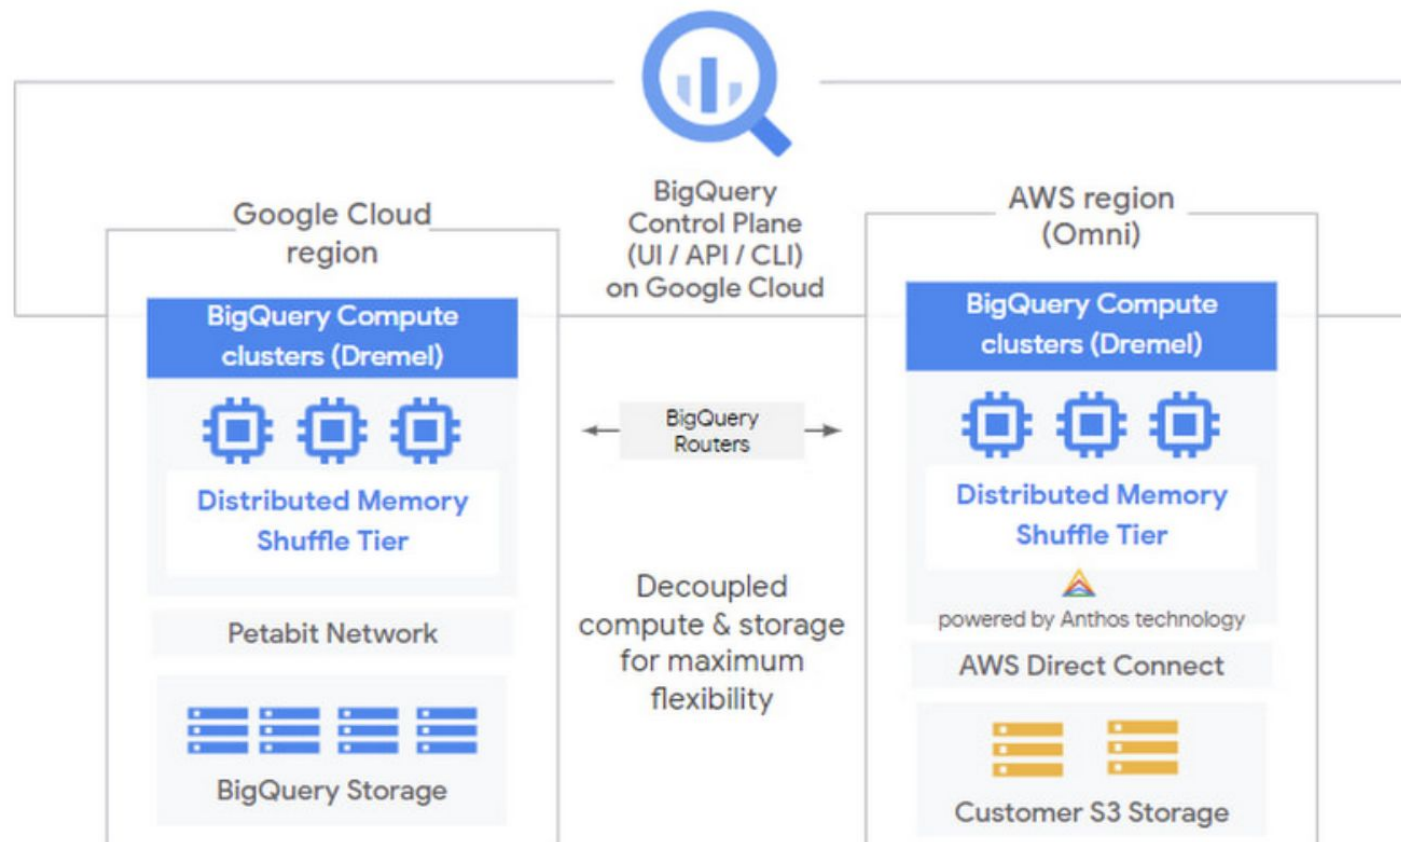 BigQuery
Control Plane
(UI / API / CLI)
on Google Cloud
Google Cloud
region
BigQuery Compute
clusters (Dremel)
Distributed Memory
Shuffle Tier
Petabit Network
BigQuery Storage
BigQuery
Routers
Decoupled
compute & storage
for maximum
flexibility
AWS region
(Omni)
BigQuery Compute
clusters (Dremel)
Distributed Memory
Shuffle Tier
powered by Anthos technology
AWS Direct Connect
Customer S3 Storage